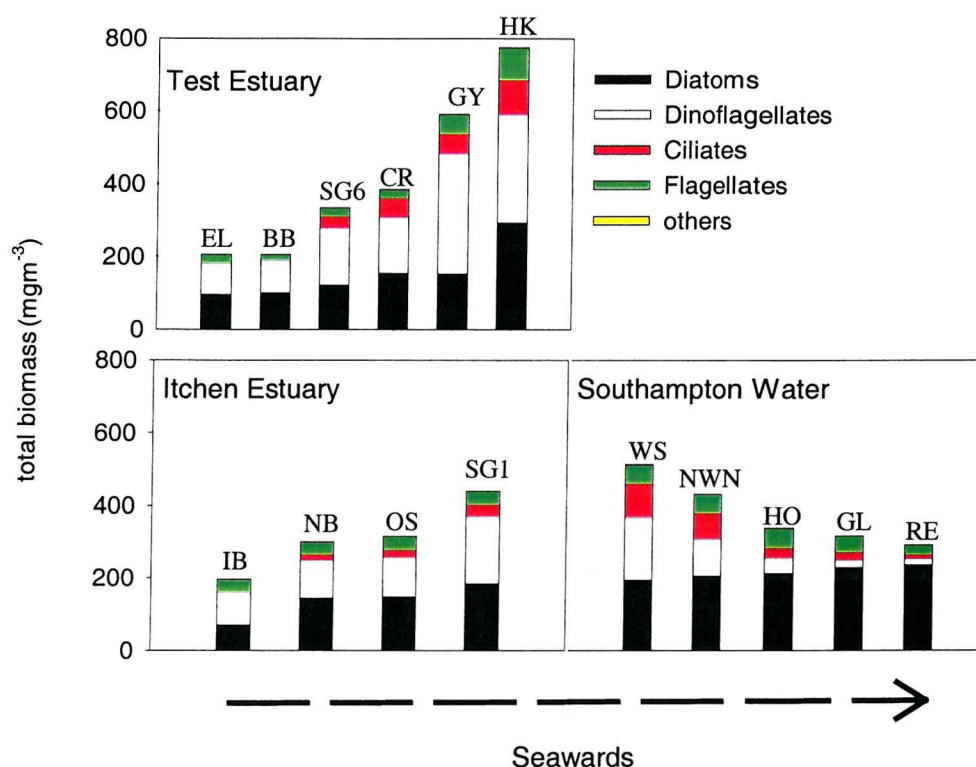 total biomass (mgm-3)
800
600
400
200
0
Test Estuary
EL
BB
SG6
CR
GY
HK
Diatoms
Dinoflagellates
Ciliates
Flagellates
others
800
600
400
200
0
Itchen Estuary
IB
NB
OS
SG1
Southampton Water
WS
NWN
HO
GL
RE
Seawards